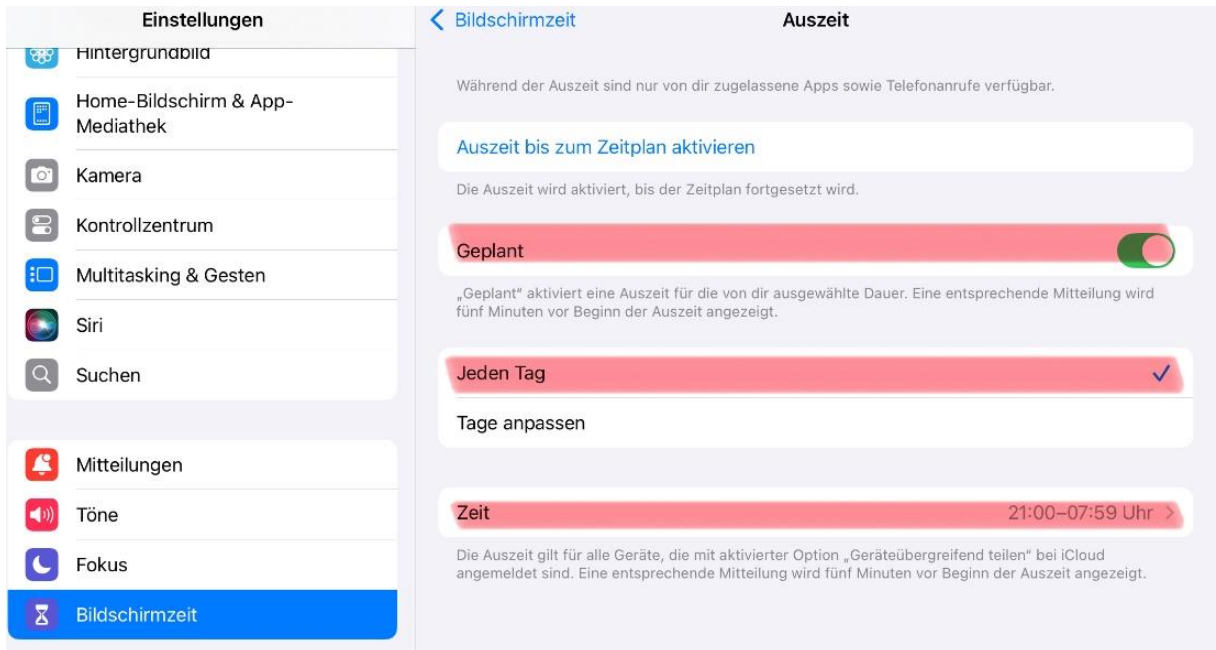 Einstellungen
Hintergrundbild
Home-Bildschirm & App-
Mediathek
Kamera
Kontrollzentrum
Multitasking & Gesten
Siri
Suchen
Mitteilungen
Töne
Fokus
Bildschirmzeit
Bildschirmzeit
Auszeit
Während der Auszeit sind nur von dir zugelassene Apps sowie Telefonanrufe verfügbar.
Auszeit bis zum Zeitplan aktivieren
Die Auszeit wird aktiviert, bis der Zeitplan fortgesetzt wird.
Geplant
„Geplant“ aktiviert eine Auszeit für die von dir ausgewählte Dauer. Eine entsprechende Mitteilung wird
fünf Minuten vor Beginn der Auszeit angezeigt.
Jeden Tag
Tage anpassen
Zeit 21:00–07:59 Uhr
Die Auszeit gilt für alle Geräte, die mit aktivierter Option „Geräteübergreifend teilen“ bei iCloud
angemeldet sind. Eine entsprechende Mitteilung wird fünf Minuten vor Beginn der Auszeit angezeigt.